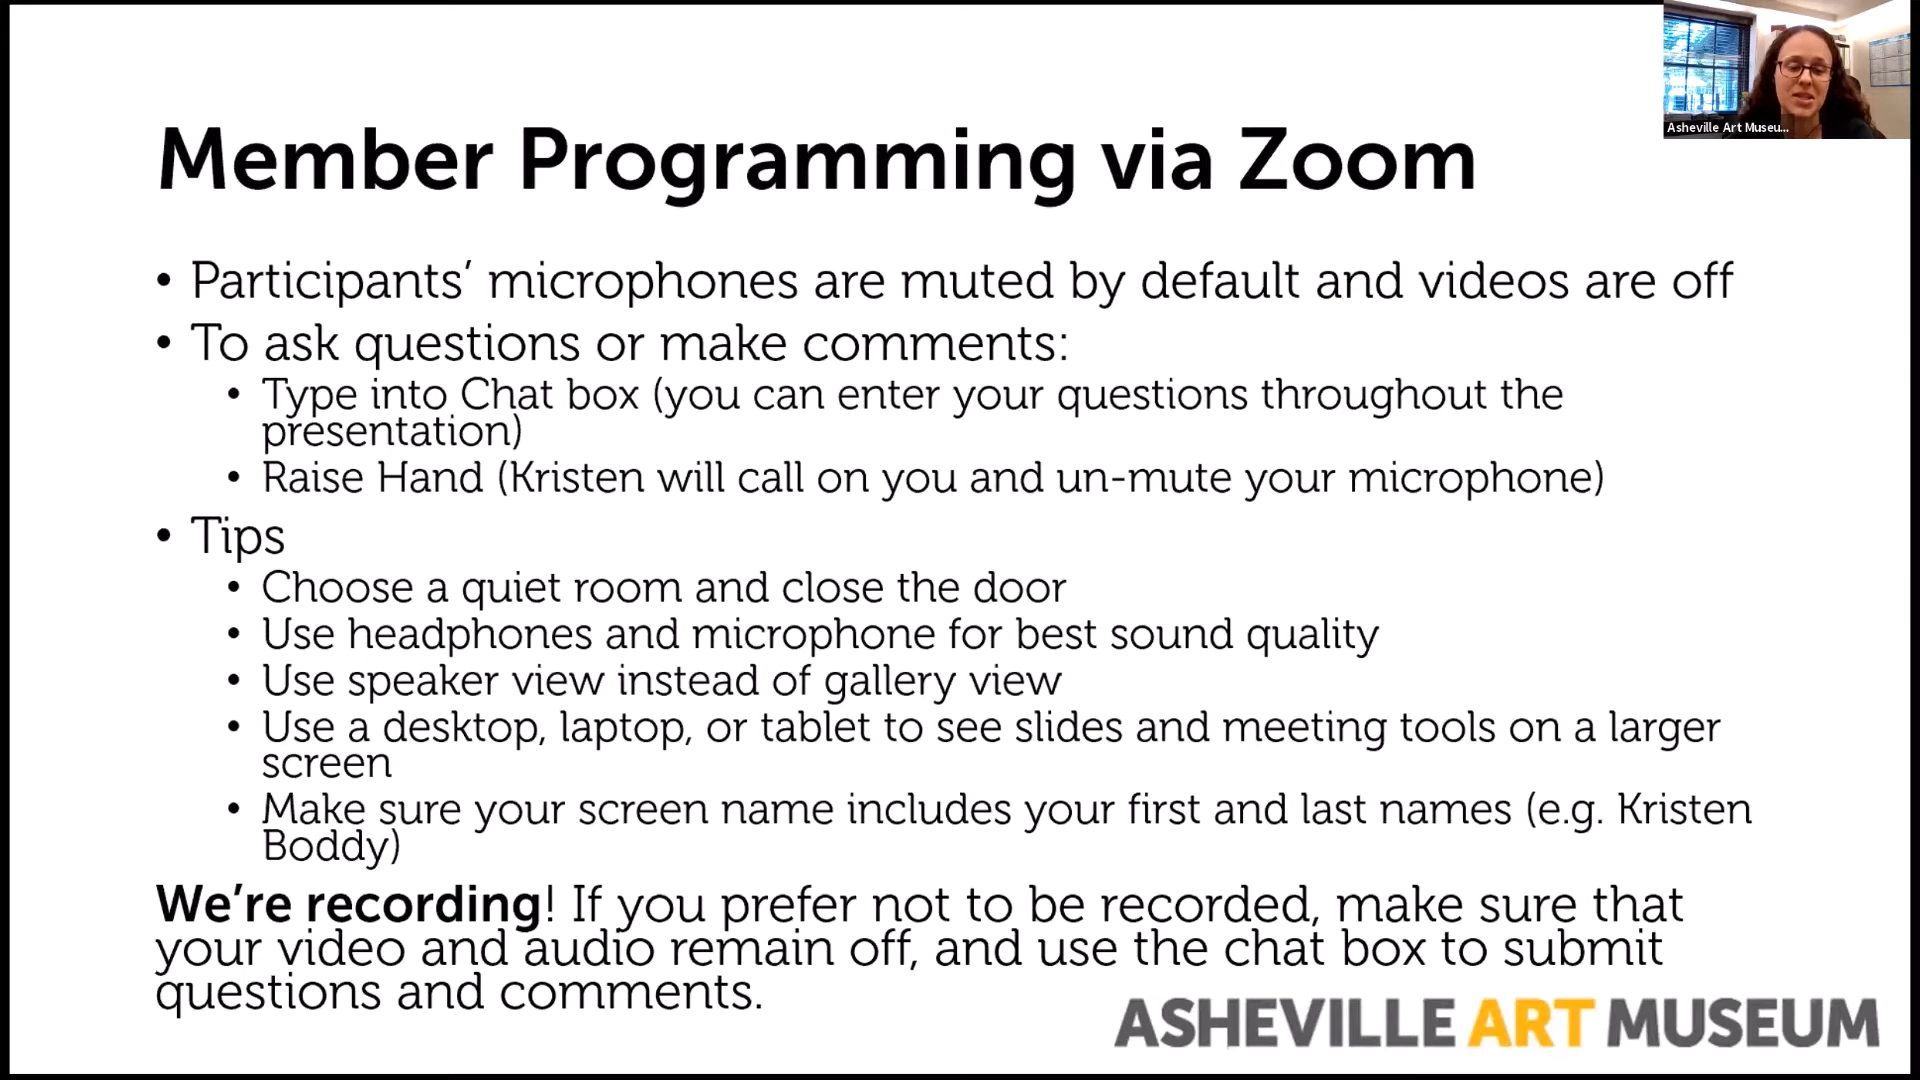 Asheville Art Museu...
Member Programming via Zoom
• Participants’ microphones are muted by default and videos are off
• To ask questions or make comments:
• Type into Chat box (you can enter your questions throughout the
presentation)
• Raise Hand (Kristen will call on you and un-mute your microphone)
• Tips
• Choose a quiet room and close the door
• Use headphones and microphone for best sound quality
• Use speaker view instead of gallery view
• Use a desktop, laptop, or tablet to see slides and meeting tools on a larger
screen
• Make sure your screen name includes your first and last names (e.g. Kristen
Boddy)
We’re recording! If you prefer not to be recorded, make sure that
your video and audio remain off, and use the chat box to submit
questions and comments.
ASHEVILLE ART MUSEUM